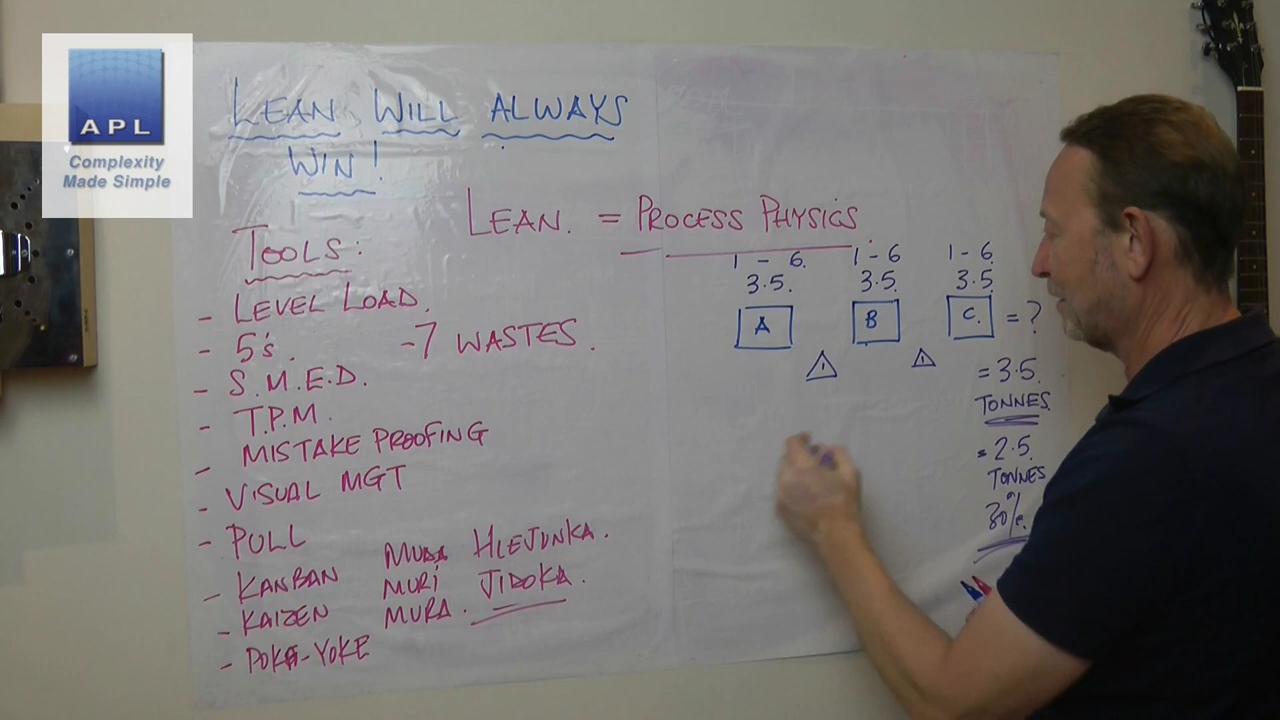 APL
Complexity
Made Simple
LEAN WILL ALWAYS
WIN!
LEAN. = PROCESS PHYSICS
TOOLS:
- LEVEL LOAD.
- 5's. -7 WASTES.
- S.M.E.D.
- T.P.M.
- MISTAKE PROOFING
- VISUAL MGT
- PULL
- KANBAN
- KAIZEN
- POKA-YOKE
MUDA HIEJUNKA.
MURI JIDOKA.
MURA.
1 - 6. 1 - 6 1 - 6.
3.5. 3.5. 3.5.
A B C. = ?
= 3.5.
TONNES.
= 2.5.
TONNES
30%.